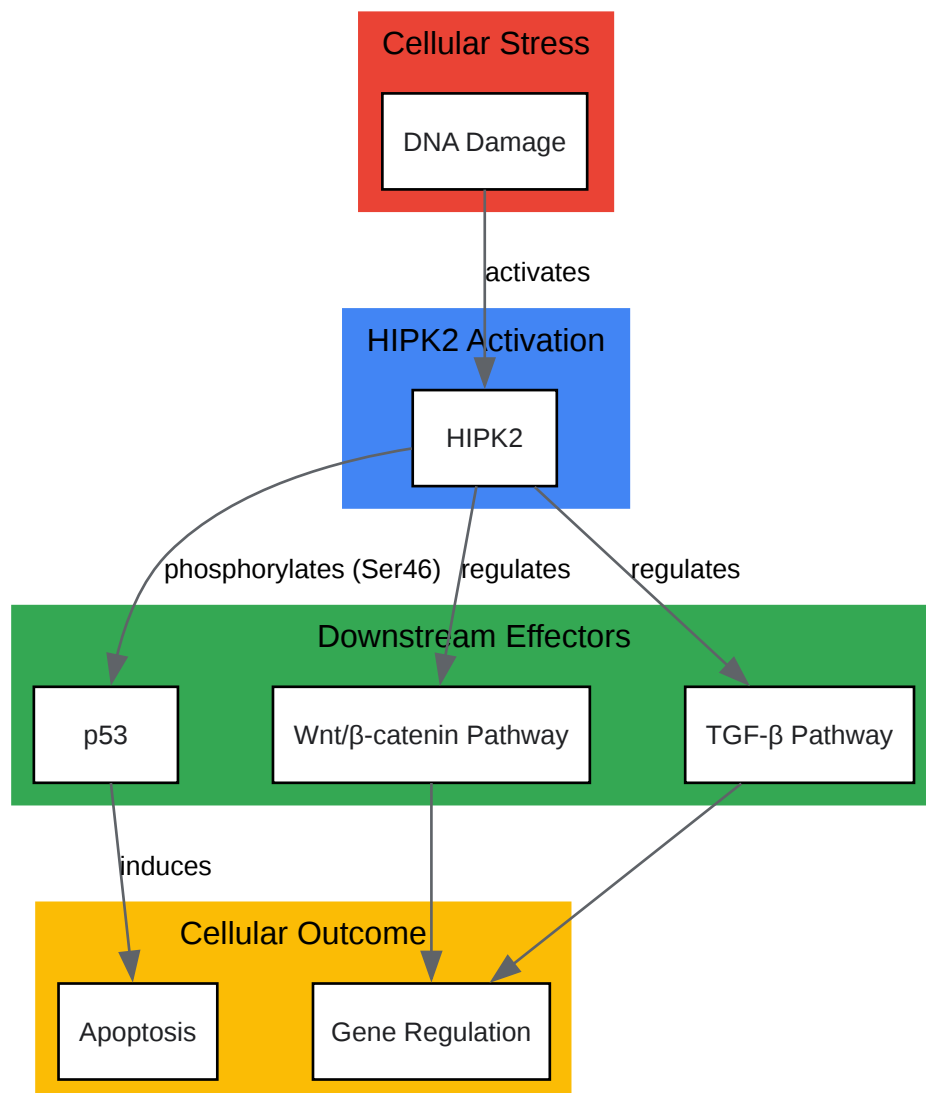 Cellular Stress
DNA Damage
activates
HIPK2 Activation
HIPK2
phosphorylates (Ser46)
regulates
regulates
Downstream Effectors
p53
Wnt/β-catenin Pathway
TGF-β Pathway
induces
Cellular Outcome
Apoptosis
Gene Regulation